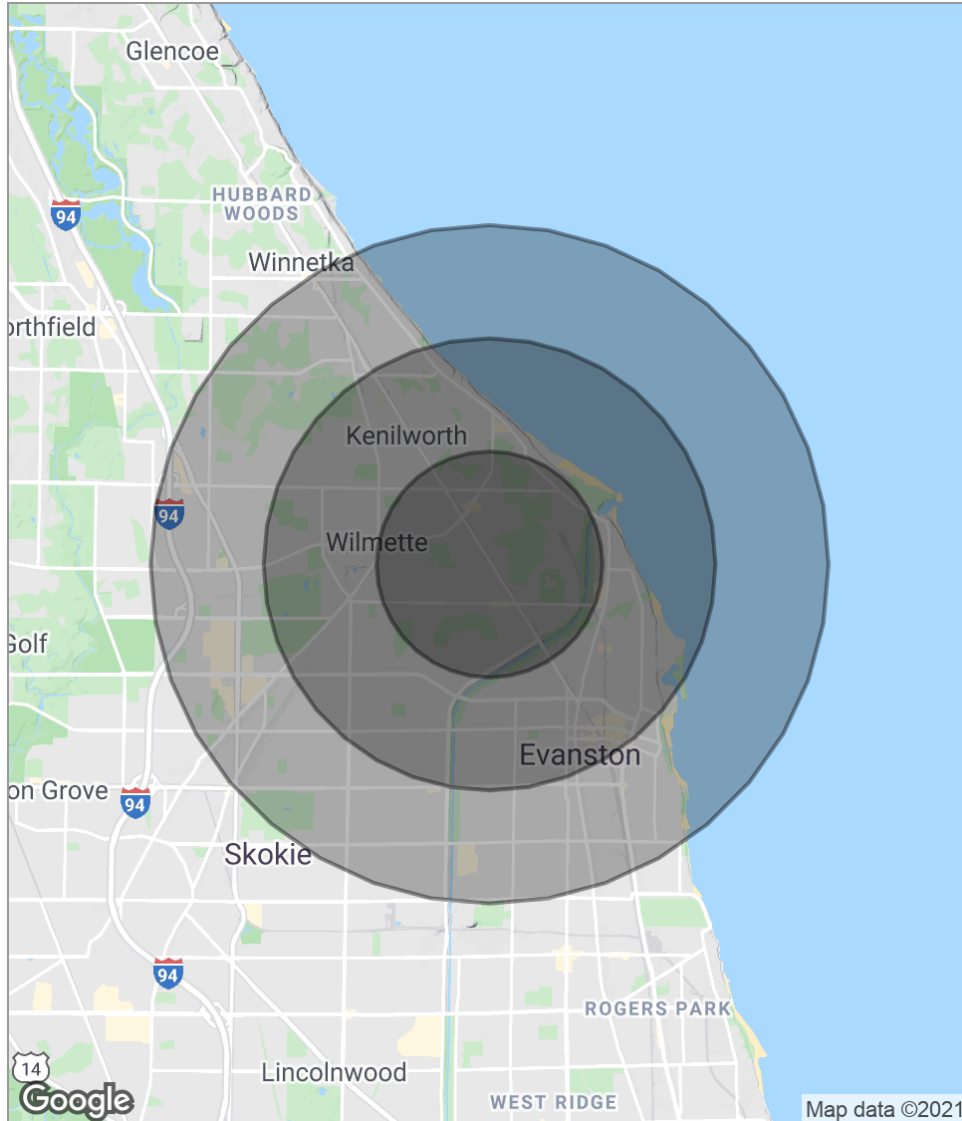 Glencoe
HUBBARD
WOODS
94
Winnetka
orthfield
Kenilworth
94
Wilmette
Golf
Evanston
on Grove
94
Skokie
94
ROGERS PARK
14
Lincolnwood
Google
WEST RIDGE
Map data ©2021